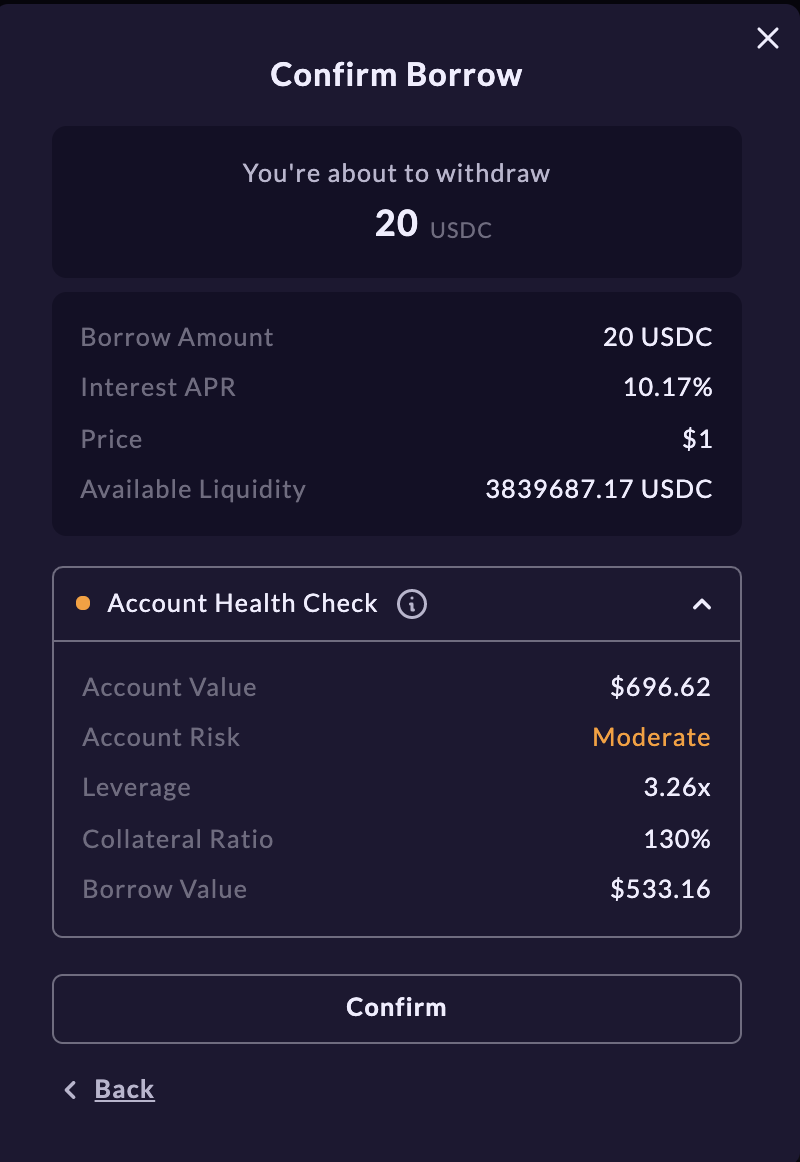 Confirm Borrow
You're about to withdraw
20 USDC
Borrow Amount 20 USDC
Interest APR 10.17%
Price $1
Available Liquidity 3839687.17 USDC
Account Health Check
Account Value $696.62
Account Risk Moderate
Leverage 3.26x
Collateral Ratio 130%
Borrow Value $533.16
Confirm
Back